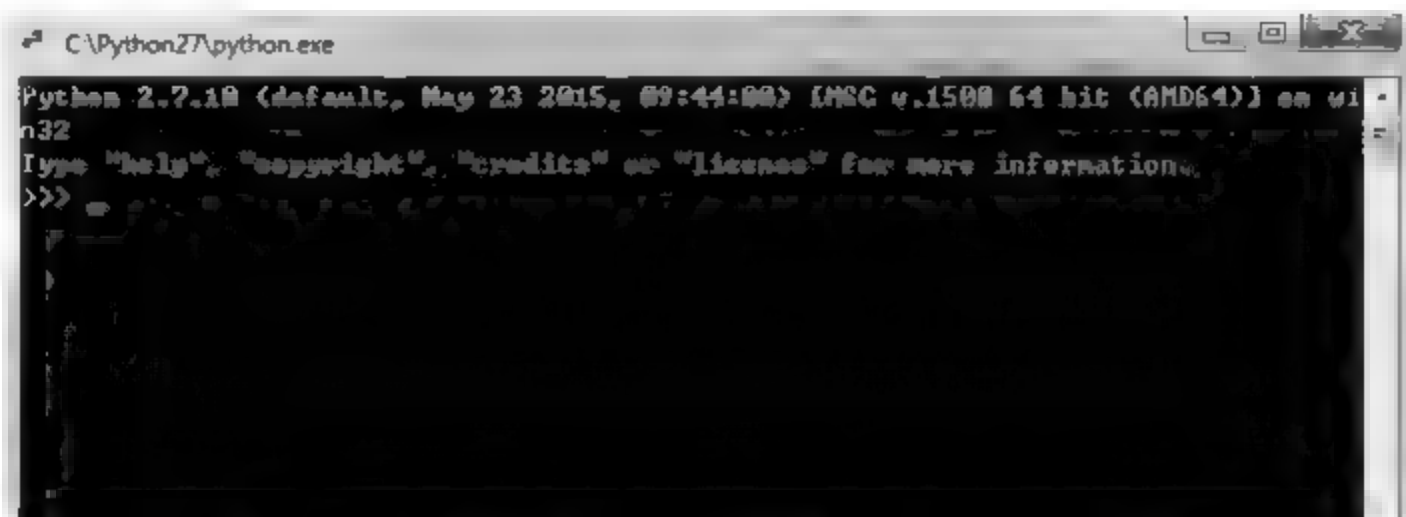 C:\Python27\python.exe
Python 2.7.10 (default, May 23 2015, 09:44:00) [MSC v.1500 64 bit (AMD64)] on wi
n32
Type "help", "copyright", "credits" or "license" for more information.
>>> _